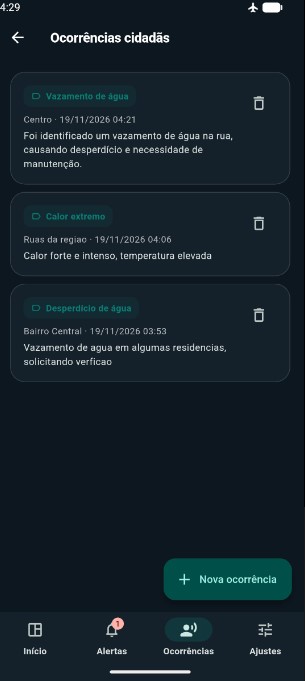 4:29
Ocorrências cidadãs
Vazamento de água
Centro · 19/11/2026 04:21
Foi identificado um vazamento de água na rua,
causando desperdício e necessidade de
manutenção.
Calor extremo
Ruas da regiao · 19/11/2026 04:06
Calor forte e intenso, temperatura elevada
Desperdício de água
Bairro Central · 19/11/2026 03:53
Vazamento de agua em algumas residencias,
solicitando verficao
Nova ocorrência
1
Início
Alertas
Ocorrências
Ajustes